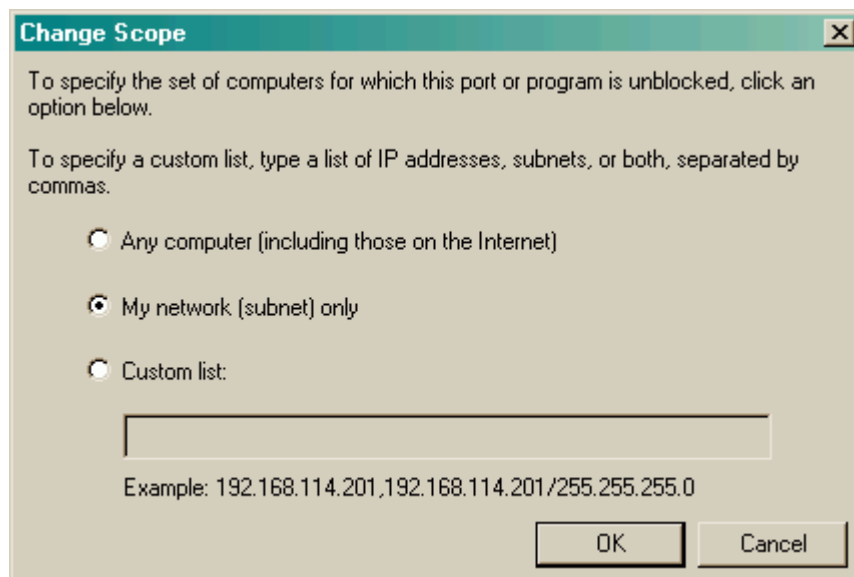 Change Scope
To specify the set of computers for which this port or program is unblocked, click an
option below.
To specify a custom list, type a list of IP addresses, subnets, or both, separated by
commas.
Any computer (including those on the Internet)
My network (subnet) only
Custom list:
Example: 192.168.114.201,192.168.114.201/255.255.255.0
OK
Cancel